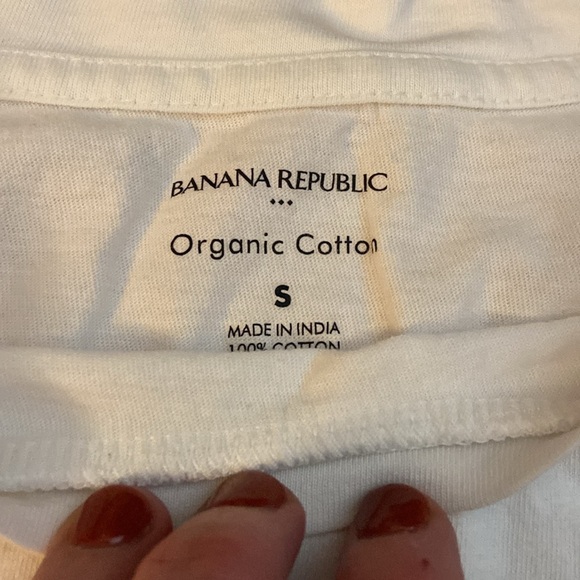 BANANA REPUBLIC
Organic Cotton
S
MADE IN INDIA
100% COTTON